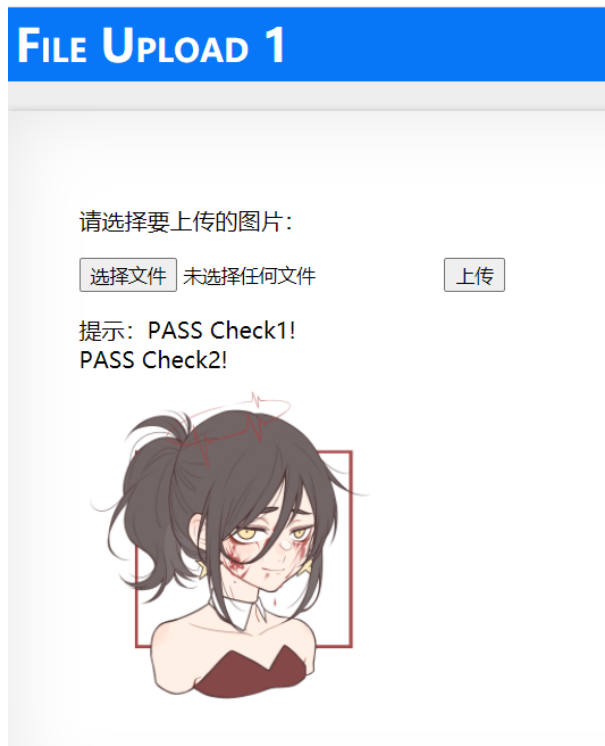 FILE UPLOAD 1
请选择要上传的图片：
选择文件 未选择任何文件 上传
提示：PASS Check1!
PASS Check2!